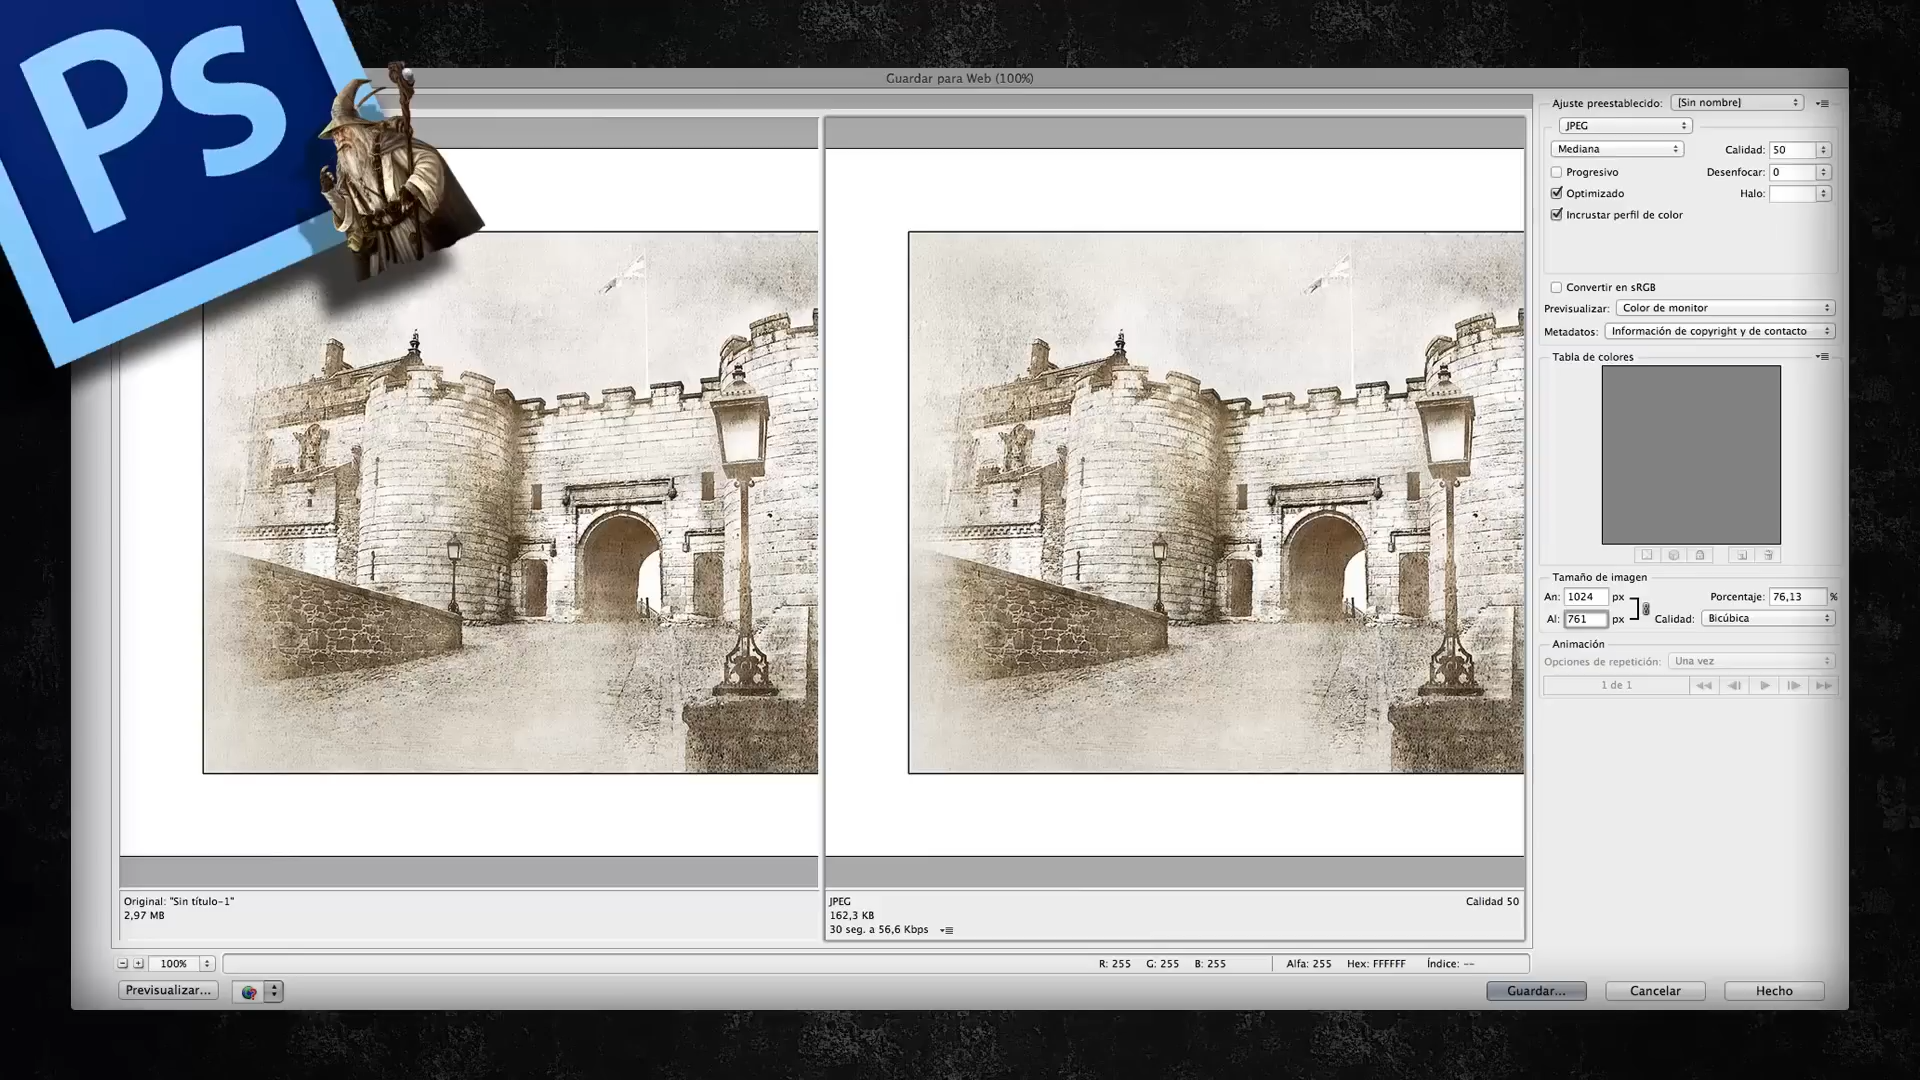 Ps
Guardar para Web (100%)
Ajuste preestablecido: [Sin nombre]
JPEG
Mediana
Calidad: 50
Progresivo
Desenfocar: 0
Optimizado
Halo:
Incrustar perfil de color
Convertir en sRGB
Previsualizar: Color de monitor
Metadatos: Información de copyright y de contacto
Tabla de colores
Tamaño de imagen
An: 1024 px
Porcentaje: 76,13 %
Al: 761 px
Calidad: Bicúbica
Animación
Opciones de repetición: Una vez
1 de 1
Original: "Sin título-1"
2,97 MB
JPEG
Calidad 50
162,3 KB
30 seg. a 56,6 Kbps
100%
R: 255 G: 255 B: 255
Alfa: 255 Hex: FFFFFF Índice: --
Previsualizar...
Guardar...
Cancelar
Hecho